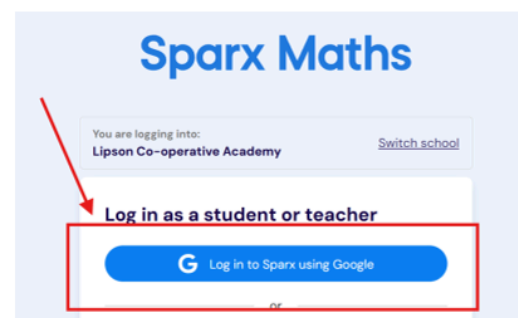 Sparx Maths
You are logging into:
Lipson Co-operative Academy
Switch school
Log in as a student or teacher
G Log in to Sparx using Google
or